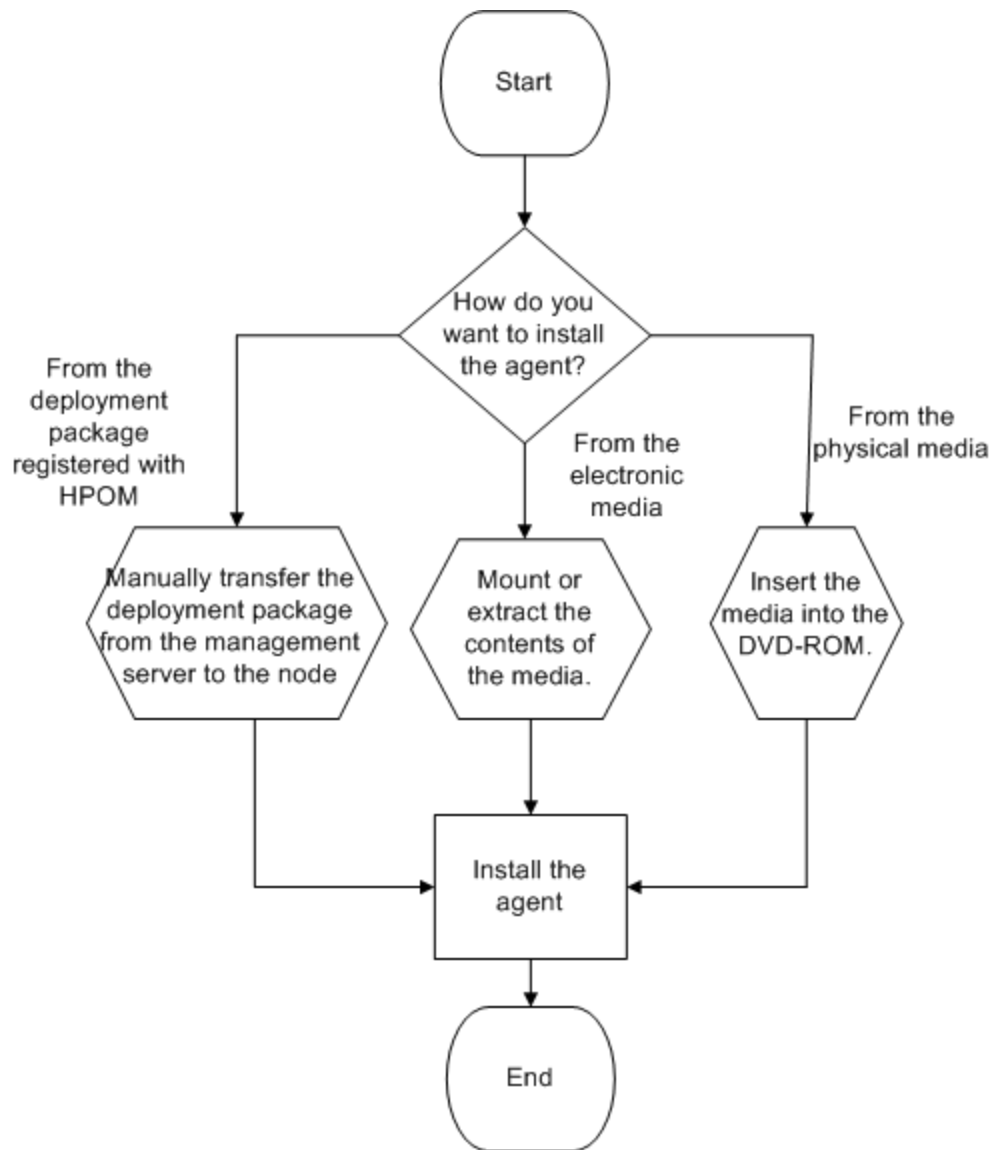 Start
How do you
want to install
the agent?
From the
deployment
package
registered with
HPOM
From the
electronic
media
From the
physical media
Manually transfer the
deployment package
from the management
server to the node
Mount or
extract the
contents of
the media.
Insert the
media into the
DVD-ROM.
Install the
agent
End